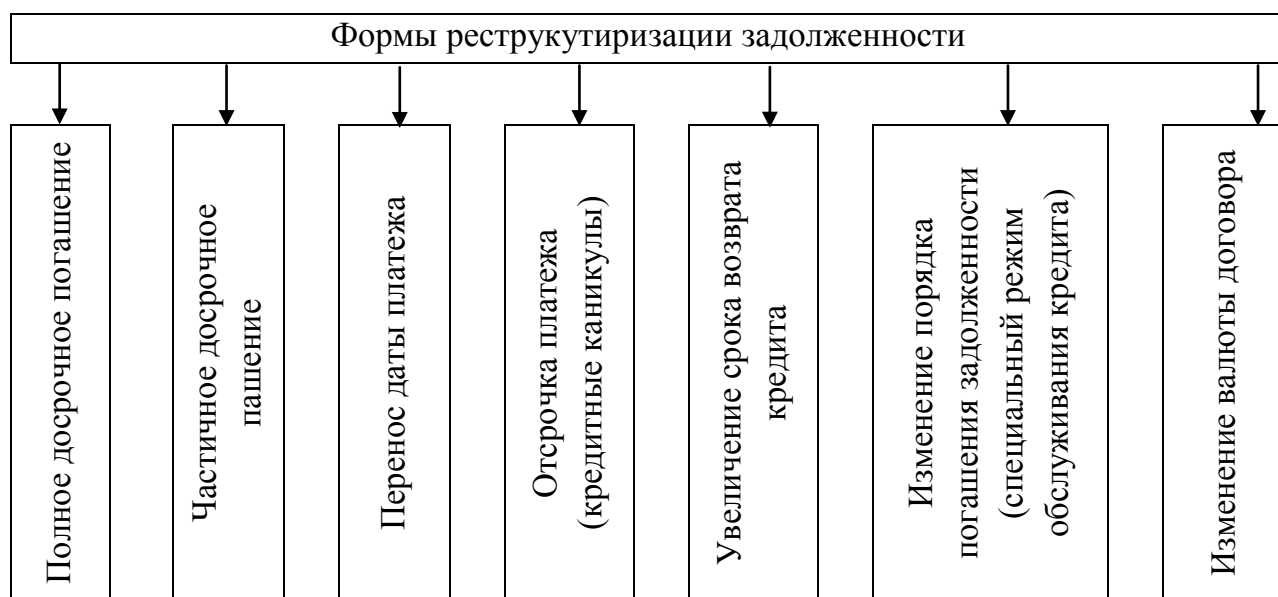 Формы реструкутиризации задолженности
Полное досрочное погашение
Частичное досрочное
пашение
Перенос даты платежа
Отсрочка платежа
(кредитные каникулы)
Увеличение срока возврата
кредита
Изменение порядка
погашения задолженности
(специальный режим
обслуживания кредита)
Изменение валюты договора